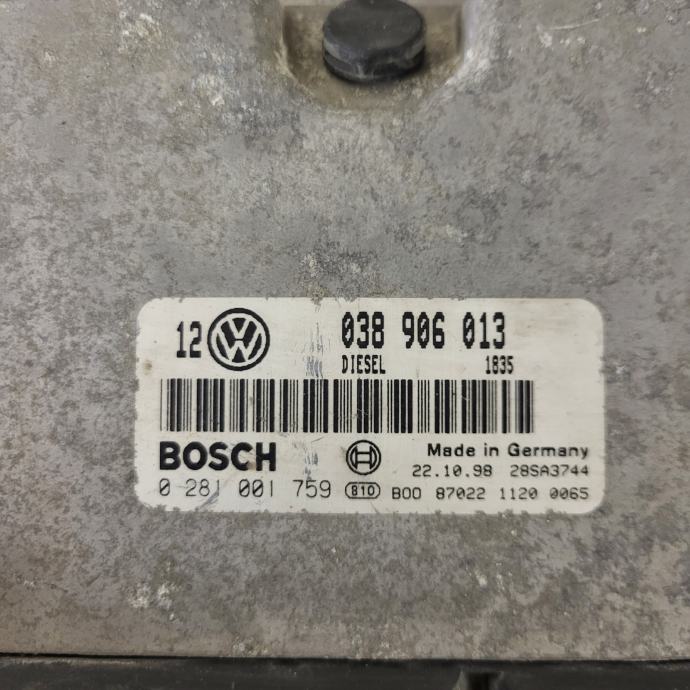 12 VW 038 906 013
DIESEL 1835
BOSCH Made in Germany
22.10.98 28SA3744
0 281 001 759 810 B00 87022 1120 0065